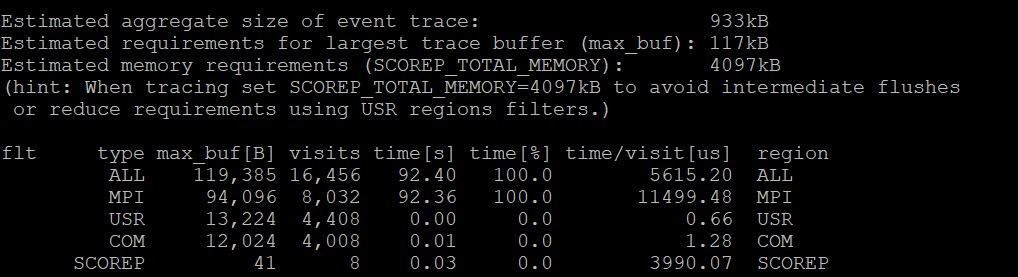 Estimated aggregate size of event trace: 933kB
Estimated requirements for largest trace buffer (max_buf): 117kB
Estimated memory requirements (SCOREP_TOTAL_MEMORY): 4097kB
(hint: When tracing set SCOREP_TOTAL_MEMORY=4097kB to avoid intermediate flushes
or reduce requirements using USR regions filters.)
flt type max_buf[B] visits time[s] time[%] time/visit[us] region
ALL 119,385 16,456 92.40 100.0 5615.20 ALL
MPI 94,096 8,032 92.36 100.0 11499.48 MPI
USR 13,224 4,408 0.00 0.0 0.66 USR
COM 12,024 4,008 0.01 0.0 1.28 COM
SCOREP 41 8 0.03 0.0 3990.07 SCOREP